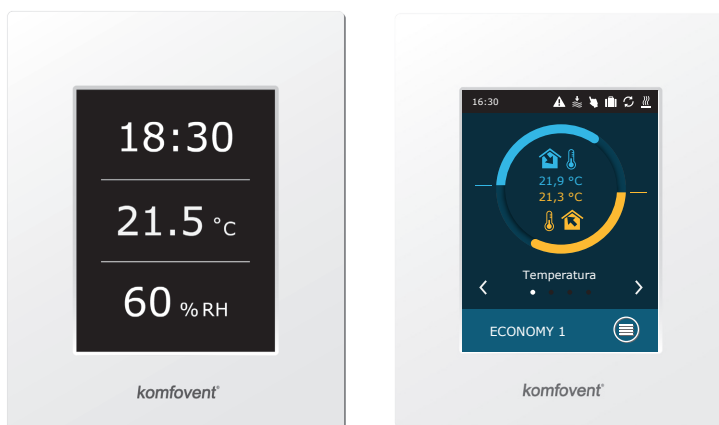 18:30
21.5 °C
60 % RH
komfovent®
16:30
21,9 °C
21,3 °C
Temperatura
ECONOMY 1
komfovent®